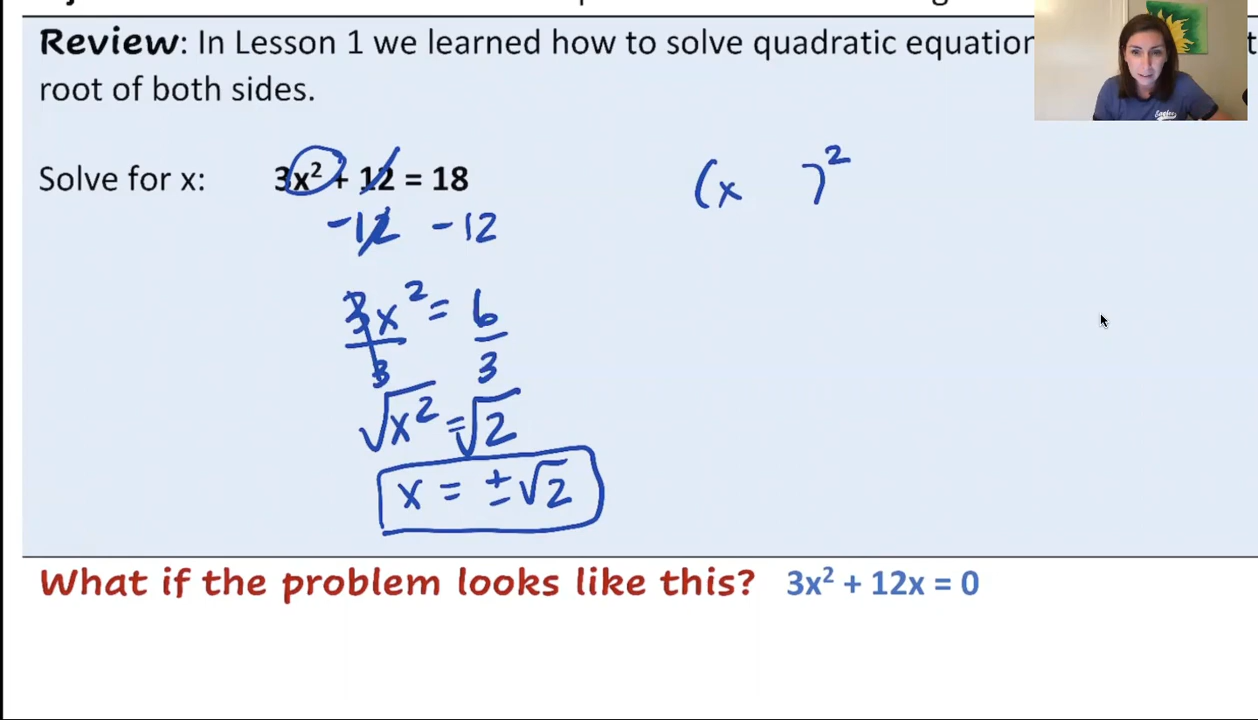 Review: In Lesson 1 we learned how to solve quadratic equation
root of both sides.
Solve for x: 3x² + 12 = 18
(x )²
-12 -12
3x² = 6
3 3
√x² = √2
x = ±√2
What if the problem looks like this? 3x² + 12x = 0